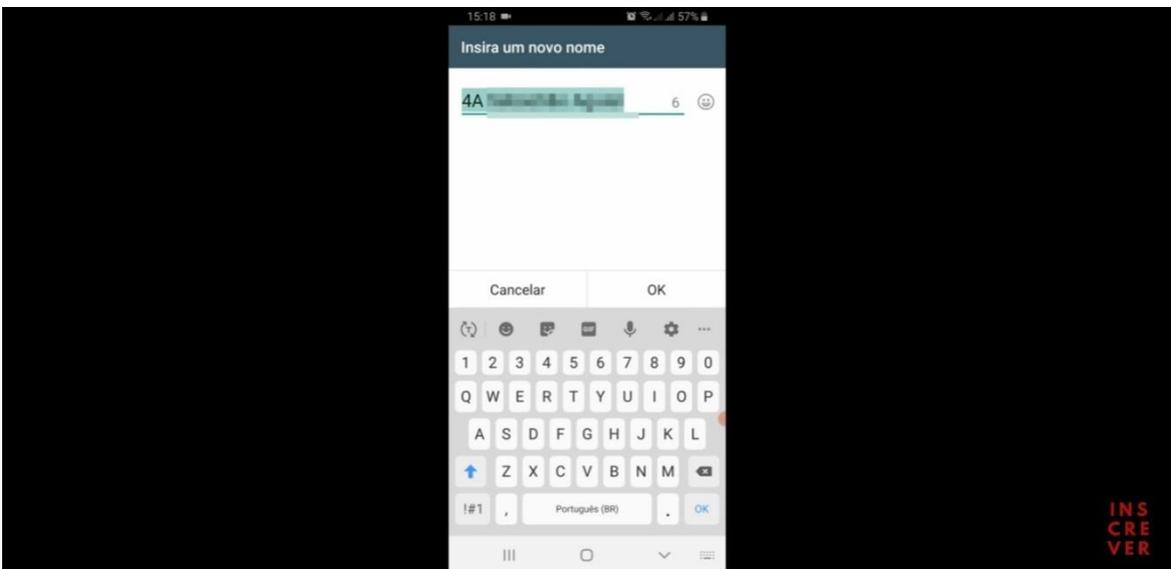 15:18
57%
Insira um novo nome
4A
6
Cancelar OK
GIF
1 2 3 4 5 6 7 8 9 0
Q W E R T Y U I O P
A S D F G H J K L
Z X C V B N M
!#1 , Português (BR) . OK
INS
CRE
VER